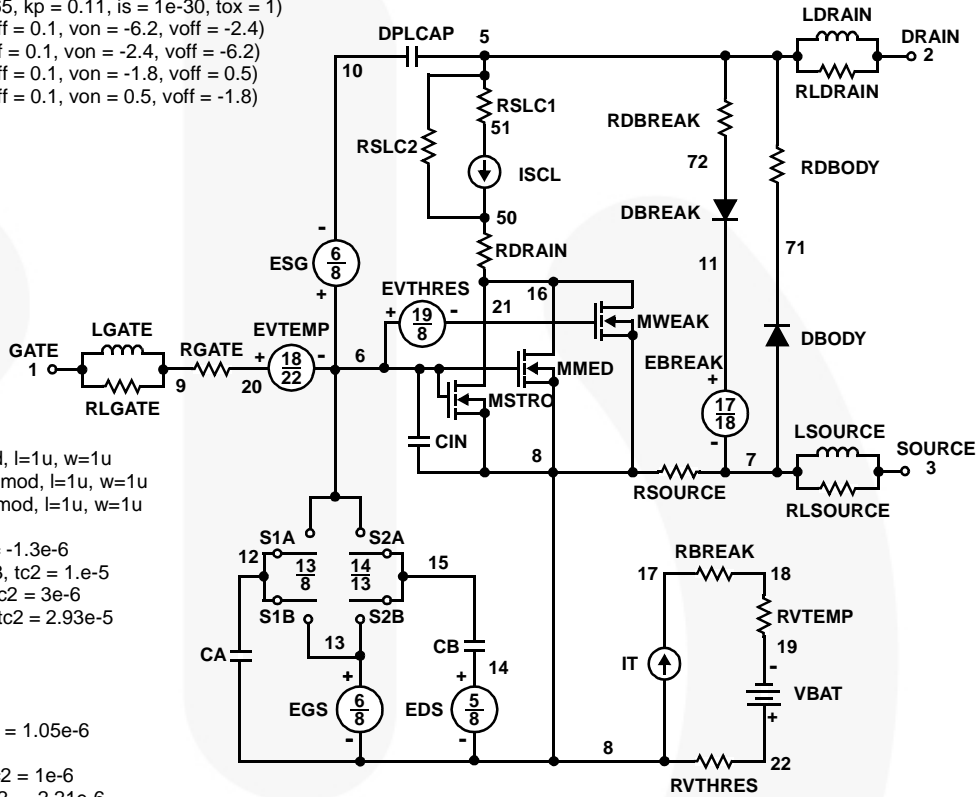 65, kp = 0.11, is = 1e-30, tox = 1)
ff = 0.1, von = -6.2, voff = -2.4)
f = 0.1, von = -2.4, voff = -6.2)
ff = 0.1, von = -1.8, voff = 0.5)
ff = 0.1, von = 0.5, voff = -1.8)
DPLCAP
5
10
LDRAIN
DRAIN
2
RLDRAIN
RSLC1
51
RSLC2
ISCL
50
RDRAIN
RDBREAK
72
RDBODY
DBREAK
71
11
ESG
-
6
8
+
EVTHRES
+
19
8
-
21
16
MWEAK
LGATE
GATE
1
RLGATE
9
RGATE
20
EVTEMP
+
18
22
-
6
MMED
MSTRO
CIN
EBREAK
+
17
18
-
DBODY
8
RSOURCE
7
LSOURCE
SOURCE
3
RLSOURCE
d, l=1u, w=1u
mod, l=1u, w=1u
mod, l=1u, w=1u
= -1.3e-6
3, tc2 = 1.e-5
c2 = 3e-6
tc2 = 2.93e-5
S1A
S2A
12
13
8
14
13
15
S1B
S2B
13
CA
CB
14
+
EGS
6
8
-
+
EDS
5
8
-
RBREAK
17
18
RVTEMP
19
IT
-
VBAT
+
8
22
RVTHRES
= 1.05e-6
c2 = 1e-6